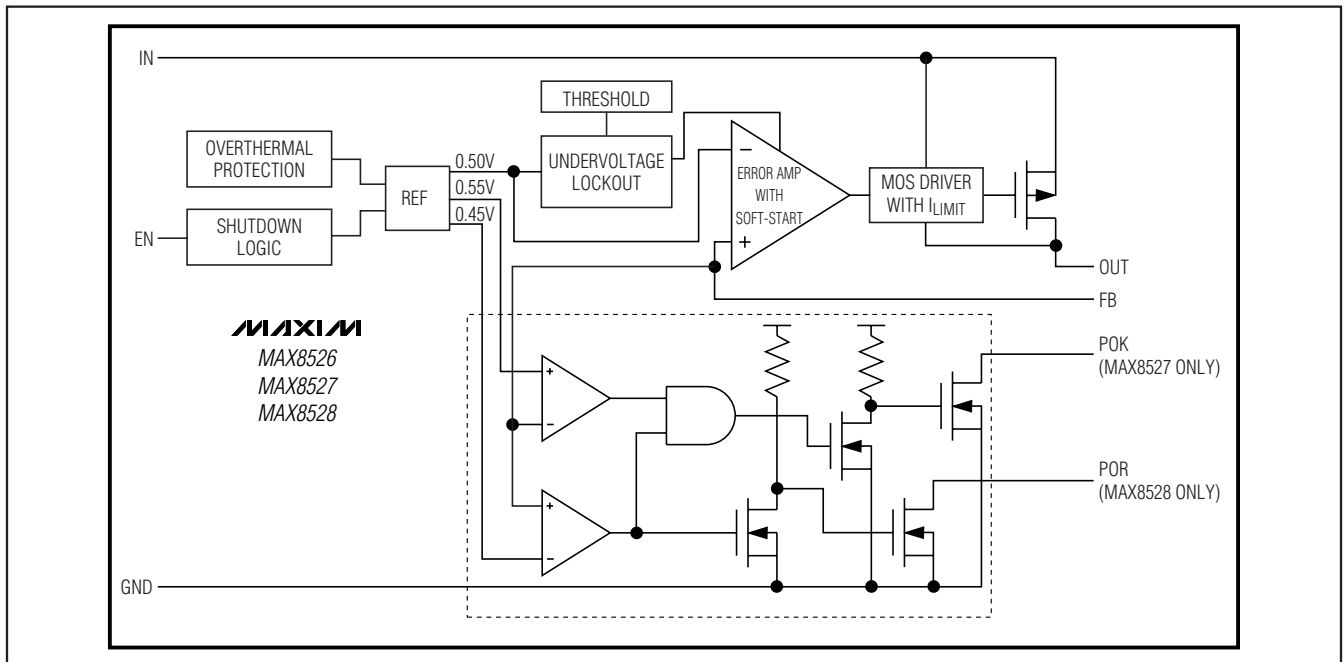 IN
THRESHOLD
OVERTHERMAL
PROTECTION
UNDERVOLTAGE
LOCKOUT
0.50V
0.55V
0.45V
REF
−
ERROR AMP
WITH
SOFT-START
+
MOS DRIVER
WITH ILIMIT
EN
SHUTDOWN
LOGIC
OUT
FB
MAXIM
MAX8526
MAX8527
MAX8528
+
−
POK
(MAX8527 ONLY)
+
−
POR
(MAX8528 ONLY)
GND